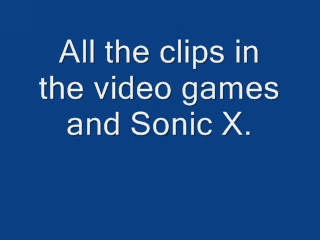 All the clips in
the video games
and Sonic X.